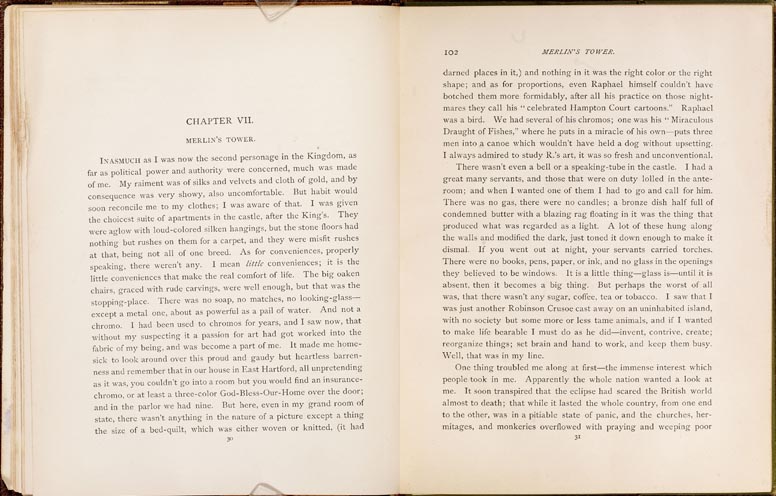 CHAPTER VII.
MERLIN'S TOWER.
INASMUCH as I was now the second personage in the Kingdom, as
far as political power and authority were concerned, much was made
of me. My raiment was of silks and velvets and cloth of gold, and by
consequence was very showy, also uncomfortable. But habit would
soon reconcile me to my clothes; I was aware of that. I was given
the choicest suite of apartments in the castle, after the King's. They
were aglow with loud-colored silken hangings, but the stone floors had
nothing but rushes on them for a carpet, and they were misfit rushes
at that, being not all of one breed. As for conveniences, properly
speaking, there weren't any. I mean little conveniences; it is the
little conveniences that make the real comfort of life. The big oaken
chairs, graced with rude carvings, were well enough, but that was the
stopping-place. There was no soap, no matches, no looking-glass—
except a metal one, about as powerful as a pail of water. And not a
chromo. I had been used to chromos for years, and I saw now, that
without my suspecting it a passion for art had got worked into the
fabric of my being, and was become a part of me. It made me home-
sick to look around over this proud and gaudy but heartless barren-
ness and remember that in our house in East Hartford, all unpretending
as it was, you couldn't go into a room but you would find an insurance-
chromo, or at least a three-color God-Bless-Our-Home over the door;
and in the parlor we had nine. But here, even in my grand room of
state, there wasn't anything in the nature of a picture except a thing
the size of a bed-quilt, which was either woven or knitted, (it had
30
102 MERLIN'S TOWER.
darned places in it,) and nothing in it was the right color or the right
shape; and as for proportions, even Raphael himself couldn't have
botched them more formidably, after all his practice on those night-
mares they call his "celebrated Hampton Court cartoons." Raphael
was a bird. We had several of his chromos; one was his "Miraculous
Draught of Fishes," where he puts in a miracle of his own—puts three
men into a canoe which wouldn't have held a dog without upsetting.
I always admired to study R.'s art, it was so fresh and unconventional.
There wasn't even a bell or a speaking-tube in the castle. I had a
great many servants, and those that were on duty lolled in the ante-
room; and when I wanted one of them I had to go and call for him.
There was no gas, there were no candles; a bronze dish half full of
condemned butter with a blazing rag floating in it was the thing that
produced what was regarded as a light. A lot of these hung along
the walls and modified the dark, just toned it down enough to make it
dismal. If you went out at night, your servants carried torches.
There were no books, pens, paper, or ink, and no glass in the openings
they believed to be windows. It is a little thing—glass is—until it is
absent, then it becomes a big thing. But perhaps the worst of all
was, that there wasn't any sugar, coffee, tea or tobacco. I saw that I
was just another Robinson Crusoe cast away on an uninhabited island,
with no society but some more or less tame animals, and if I wanted
to make life bearable I must do as he did—invent, contrive, create;
reorganize things; set brain and hand to work, and keep them busy.
Well, that was in my line.
One thing troubled me along at first—the immense interest which
people took in me. Apparently the whole nation wanted a look at
me. It soon transpired that the eclipse had scared the British world
almost to death; that while it lasted the whole country, from one end
to the other, was in a pitiable state of panic, and the churches, her-
mitages, and monkeries overflowed with praying and weeping poor
31